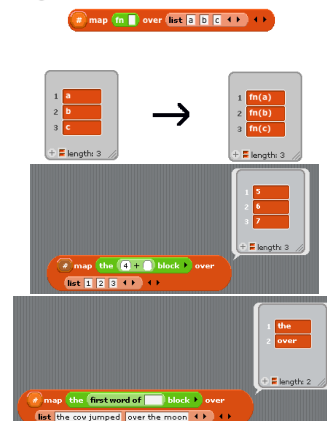 # map fn over list a b c
1 a
2 b
3 c
+ length: 3
1 fn(a)
2 fn(b)
3 fn(c)
+ length: 3
1 5
2 6
3 7
+ length: 3
# map the 4 + block over
list 1 2 3
1 the
2 over
+ length: 2
# map the first word of block over
list the cow jumped over the moon